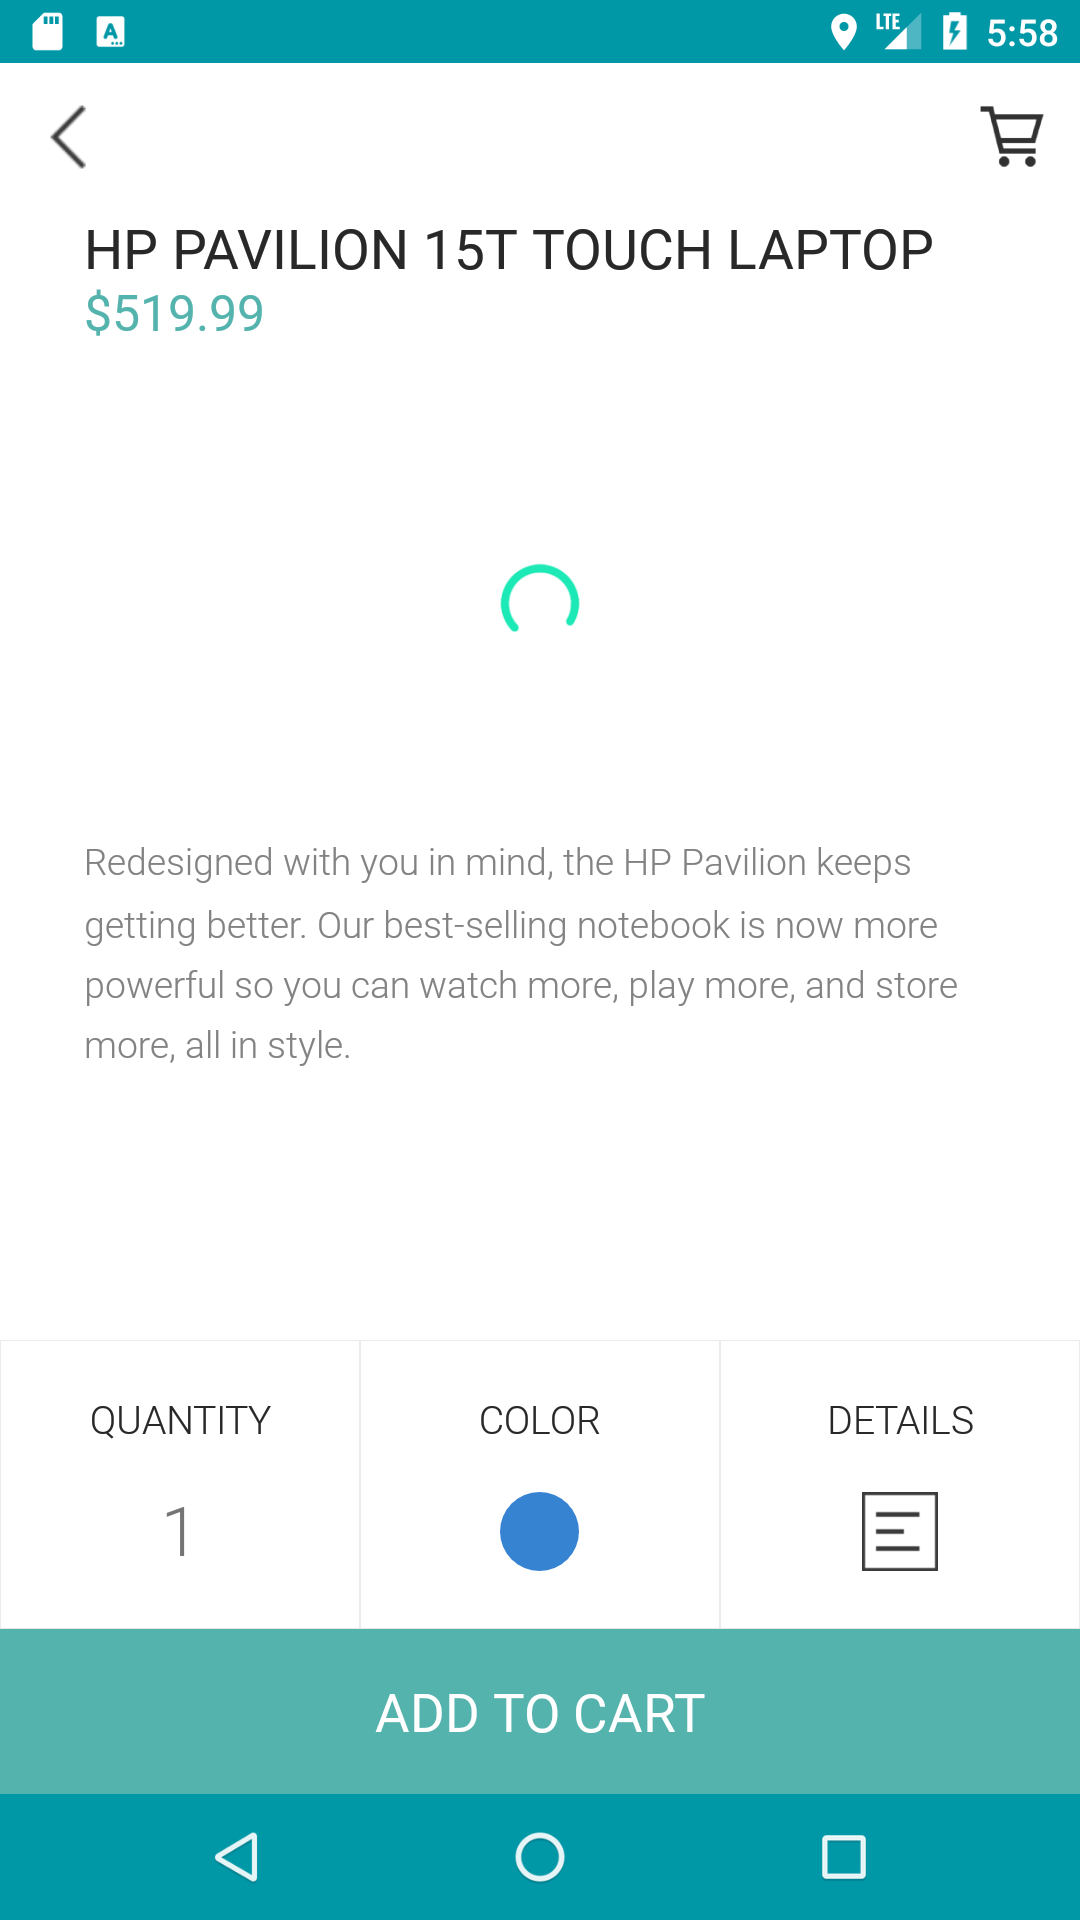 LTE 5:58
HP PAVILION 15T TOUCH LAPTOP
$519.99
Redesigned with you in mind, the HP Pavilion keeps
getting better. Our best-selling notebook is now more
powerful so you can watch more, play more, and store
more, all in style.
QUANTITY COLOR DETAILS
1
ADD TO CART